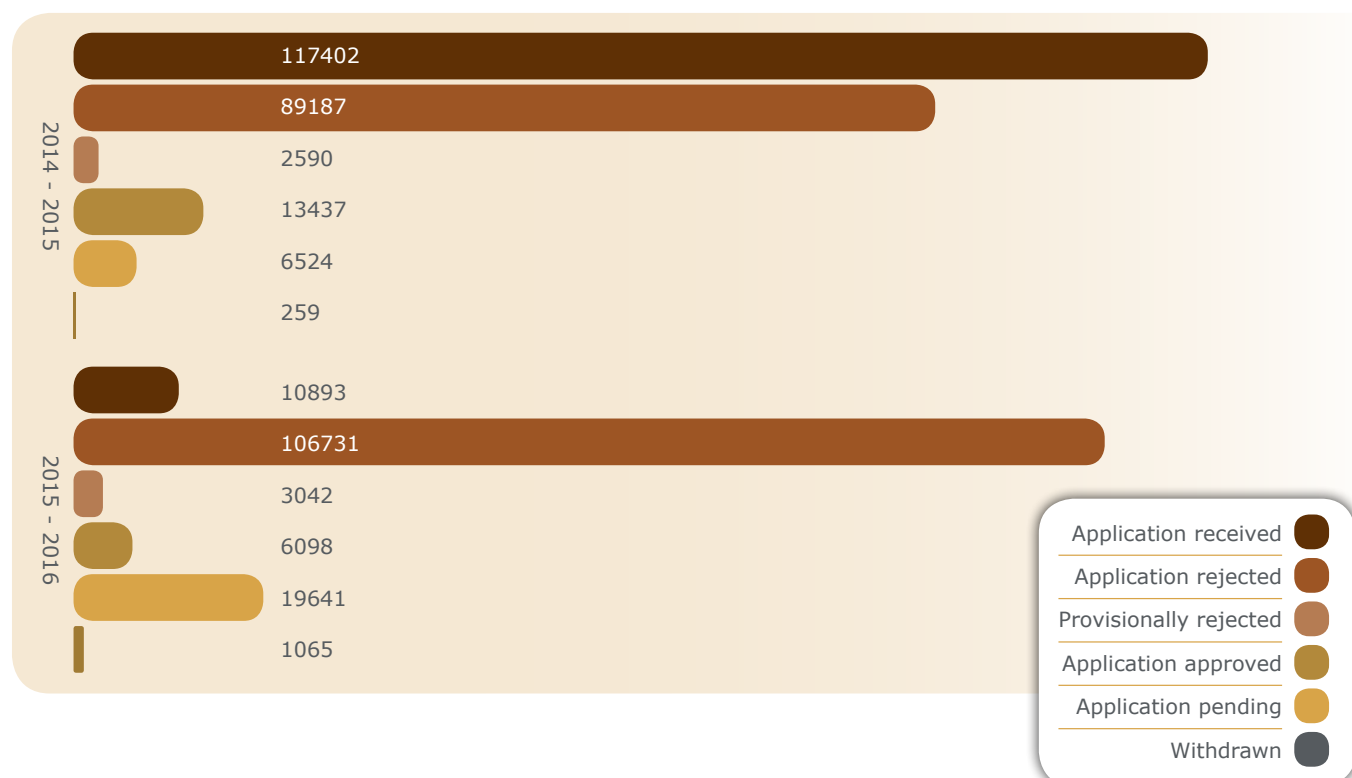 2014 - 2015
117402
89187
2590
13437
6524
259
2015 - 2016
10893
106731
3042
6098
19641
1065
Application received
Application rejected
Provisionally rejected
Application approved
Application pending
Withdrawn